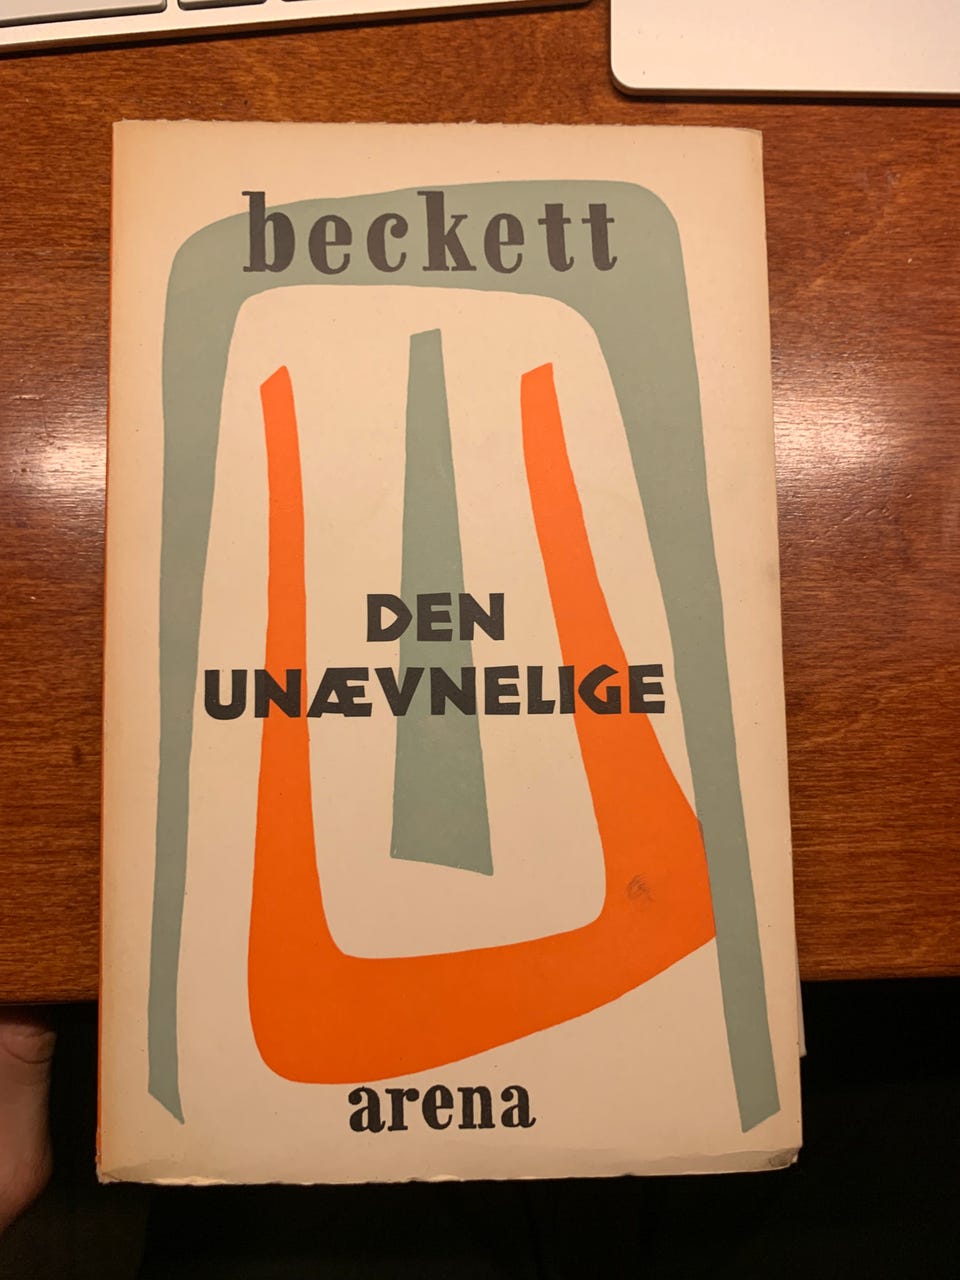 beckett
DEN
UNÆVNELIGE
arena